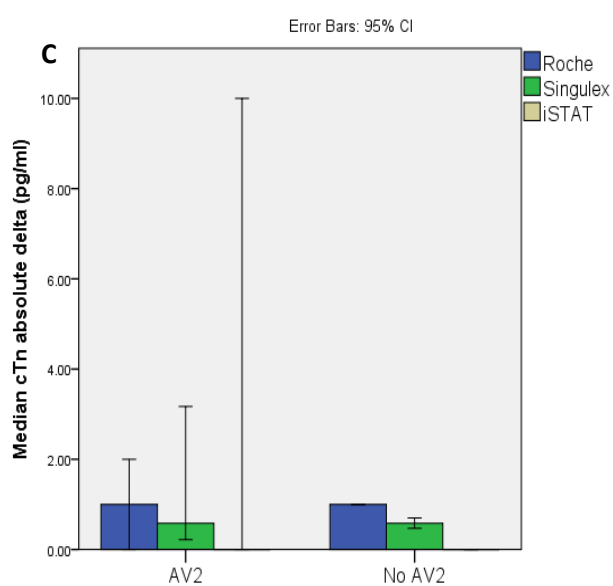 Error Bars: 95% CI
C
Roche
Singulex
iSTAT
Median cTn absolute delta (pg/ml)
10.00
8.00
6.00
4.00
2.00
0.00
AV2
No AV2